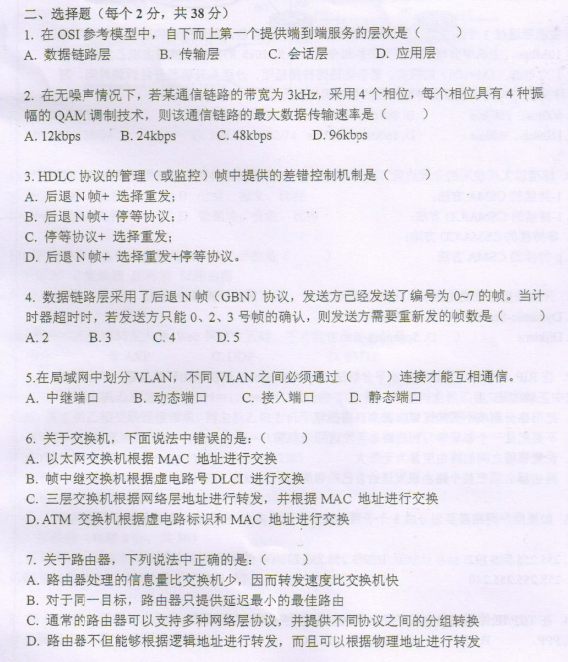 二、选择题（每个 2 分，共 38 分）
1. 在 OSI 参考模型中，自下而上第一个提供端到端服务的层次是（ ）
A. 数据链路层 B. 传输层 C. 会话层 D. 应用层
2. 在无噪声情况下，若某通信链路的带宽为 3kHz，采用 4 个相位，每个相位具有 4 种振
幅的 QAM 调制技术，则该通信链路的最大数据传输速率是（ ）
A. 12kbps B. 24kbps C. 48kbps D. 96kbps
3. HDLC 协议的管理（或监控）帧中提供的差错控制机制是（ ）
A. 后退 N 帧+ 选择重发；
B. 后退 N 帧+ 停等协议；
C. 停等协议+ 选择重发；
D. 后退 N 帧+ 选择重发+停等协议。
4. 数据链路层采用了后退 N 帧（GBN）协议，发送方已经发送了编号为 0~7 的帧。当计
时器超时时，若发送方只能 0、2、3 号帧的确认，则发送方需要重新发的帧数是（ ）
A. 2 B. 3 C. 4 D. 5
5.在局域网中划分 VLAN，不同 VLAN 之间必须通过（ ）连接才能互相通信。
A. 中继端口 B. 动态端口 C. 接入端口 D. 静态端口
6. 关于交换机，下面说法中错误的是：（ ）
A. 以太网交换机根据 MAC 地址进行交换
B. 帧中继交换机根据虚电路号 DLCI 进行交换
C. 三层交换机根据网络层地址进行转发，并根据 MAC 地址进行交换
D. ATM 交换机根据虚电路标识和 MAC 地址进行交换
7. 关于路由器，下列说法中正确的是：（ ）
A. 路由器处理的信息量比交换机少，因而转发速度比交换机快
B. 对于同一目标，路由器只提供延迟最小的最佳路由
C. 通常的路由器可以支持多种网络层协议，并提供不同协议之间的分组转换
D. 路由器不但能够根据逻辑地址进行转发，而且可以根据物理地址进行转发